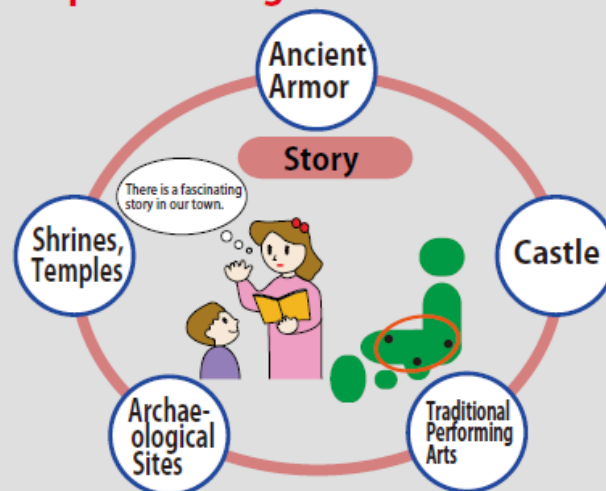 Ancient
Armor
Story
There is a fascinating
story in our town.
Shrines,
Temples
Castle
Archae-
ological
Sites
Traditional
Performing
Arts